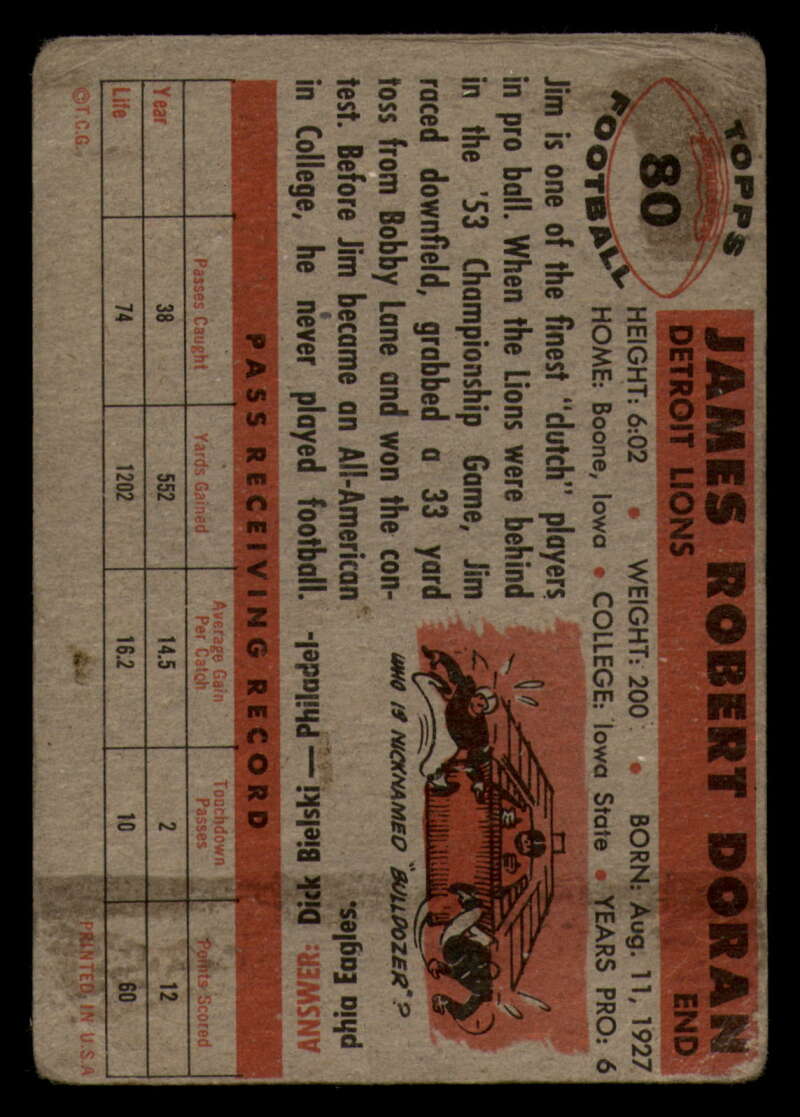 TOPPS
80
FOOTBALL
JAMES ROBERT DORAN
DETROIT LIONS END
HEIGHT: 6:02 • WEIGHT: 200 • BORN: Aug. 11, 1927
HOME: Boone, Iowa • COLLEGE: Iowa State • YEARS PRO: 6
Jim is one of the finest "clutch" players
in pro ball. When the Lions were behind
in the '53 Championship Game, Jim
raced downfield, grabbed a 33 yard
toss from Bobby Lane and won the con-
test. Before Jim became an All-American
in College, he never played football.
WHO IS NICKNAMED "BULLDOZER"?
ANSWER: Dick Bielski — Philadel-
phia Eagles.
PASS RECEIVING RECORD
Passes Caught Yards Gained Average Gain Per Catch Touchdown Passes Points Scored
Year 38 552 14.5 2 12
Life 74 1202 16.2 10 60
©T.C.G. PRINTED IN U.S.A